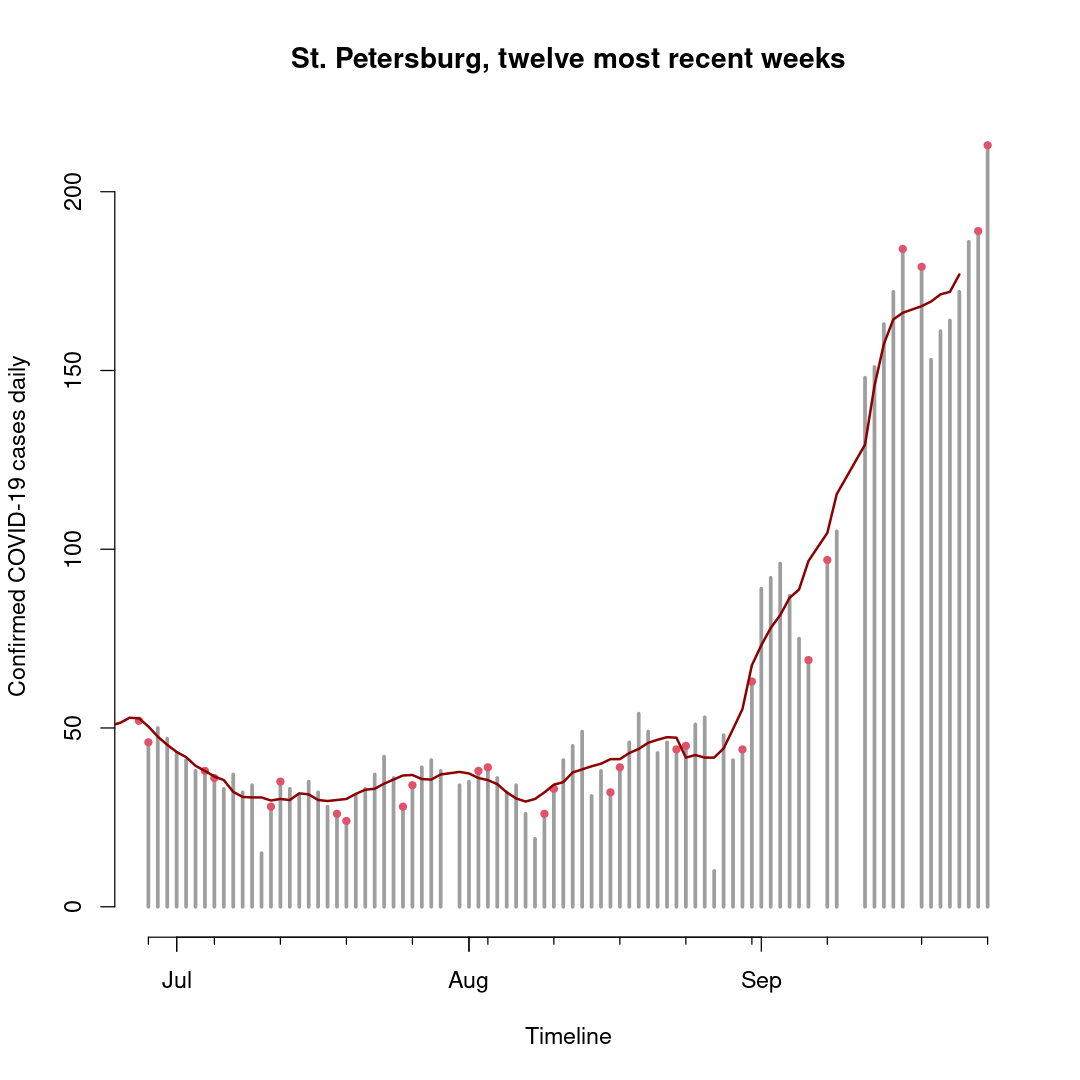 St. Petersburg, twelve most recent weeks
Confirmed COVID-19 cases daily
200
150
100
50
0
Jul Aug Sep
Timeline